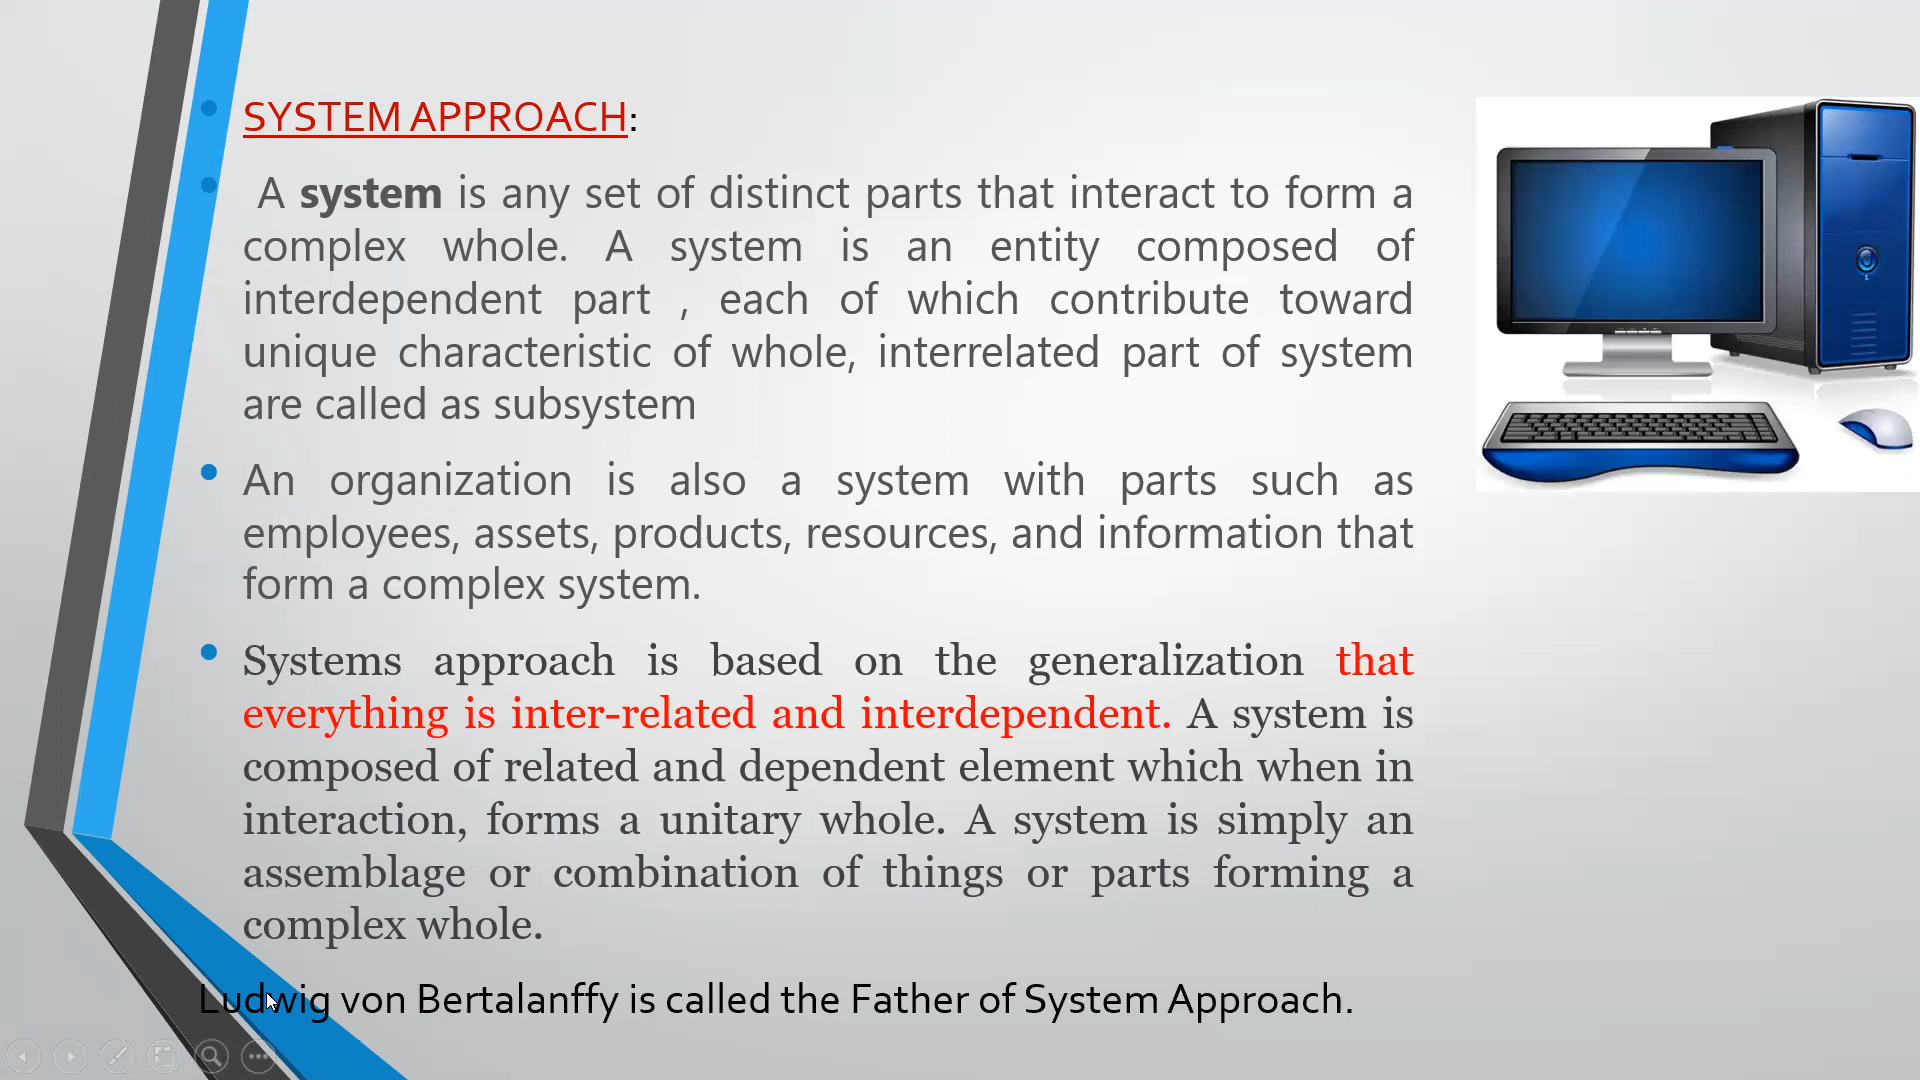 SYSTEM APPROACH:
A system is any set of distinct parts that interact to form a
complex whole. A system is an entity composed of
interdependent part , each of which contribute toward
unique characteristic of whole, interrelated part of system
are called as subsystem
An organization is also a system with parts such as
employees, assets, products, resources, and information that
form a complex system.
Systems approach is based on the generalization that
everything is inter-related and interdependent. A system is
composed of related and dependent element which when in
interaction, forms a unitary whole. A system is simply an
assemblage or combination of things or parts forming a
complex whole.
Ludwig von Bertalanffy is called the Father of System Approach.